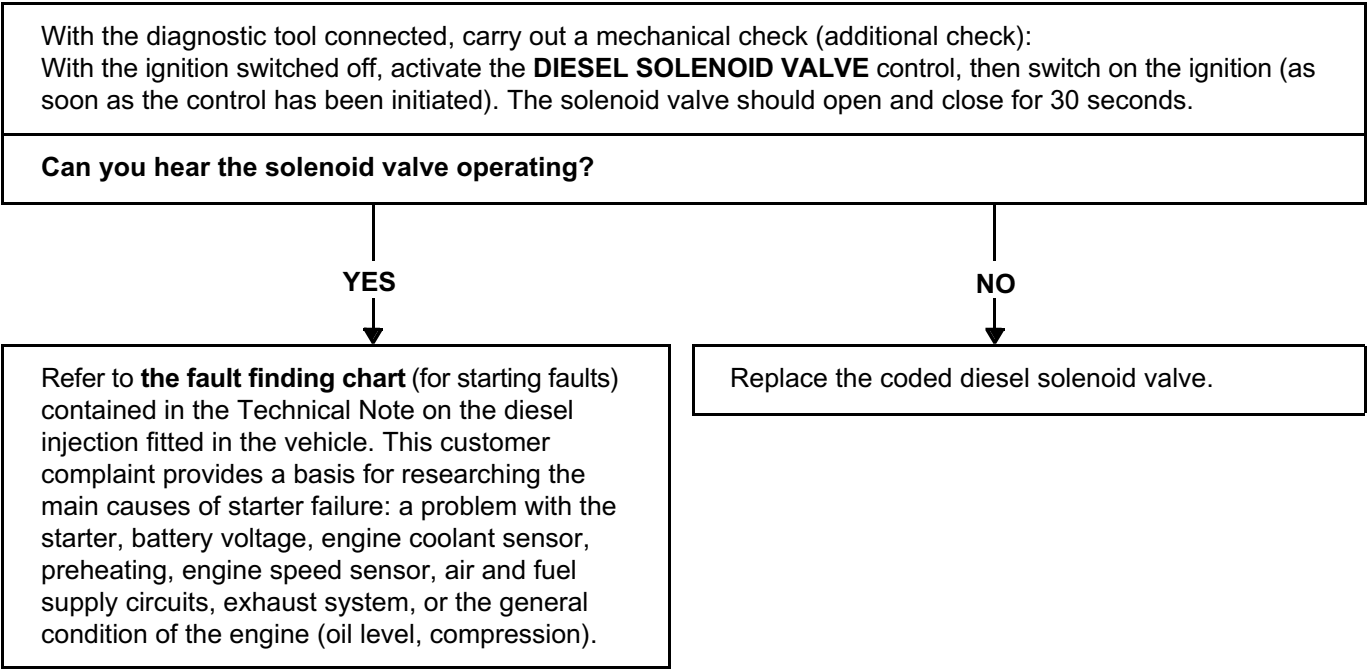 With the diagnostic tool connected, carry out a mechanical check (additional check):
With the ignition switched off, activate the DIESEL SOLENOID VALVE control, then switch on the ignition (as
soon as the control has been initiated). The solenoid valve should open and close for 30 seconds.
Can you hear the solenoid valve operating?
YES
NO
Refer to the fault finding chart (for starting faults)
contained in the Technical Note on the diesel
injection fitted in the vehicle. This customer
complaint provides a basis for researching the
main causes of starter failure: a problem with the
starter, battery voltage, engine coolant sensor,
preheating, engine speed sensor, air and fuel
supply circuits, exhaust system, or the general
condition of the engine (oil level, compression).
Replace the coded diesel solenoid valve.